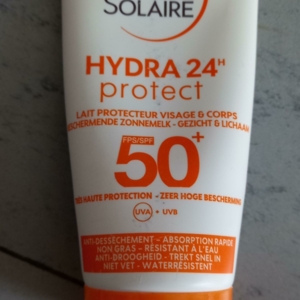 SOLAIRE
HYDRA 24H
protect
LAIT PROTECTEUR VISAGE & CORPS
BESCHERMENDE ZONNEMELK - GEZICHT & LICHAAM
FPS/SPF
50+
TRÈS HAUTE PROTECTION - ZEER HOGE BESCHERMING
UVA • UVB
ANTI-DESSÈCHEMENT - ABSORPTION RAPIDE
NON GRAS - RÉSISTANT À L'EAU
ANTI-DROOGHEID - TREKT SNEL IN
NIET VET - WATERRESISTENT